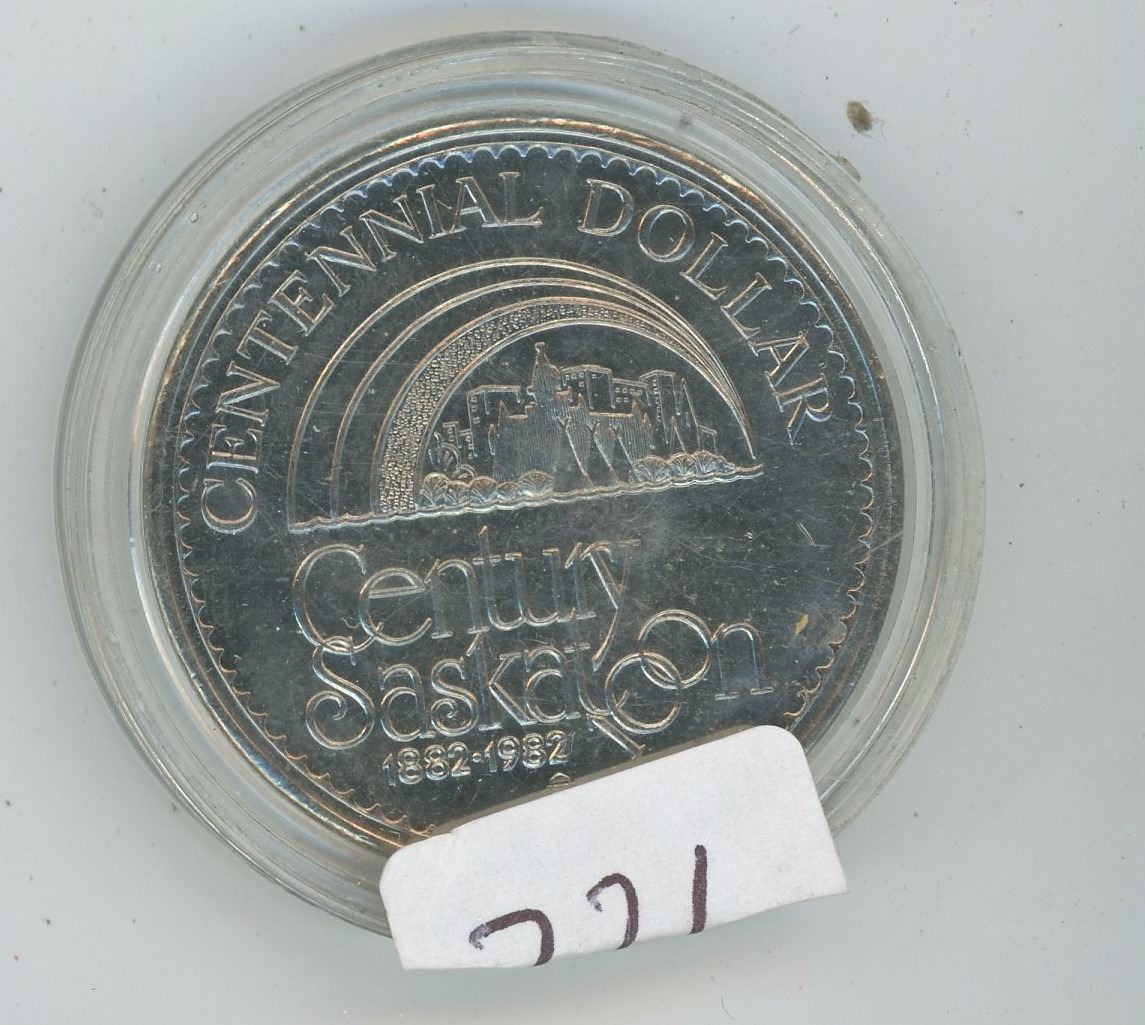 CENTENNIAL DOLLAR
Century
Saskatoon
1882·1982